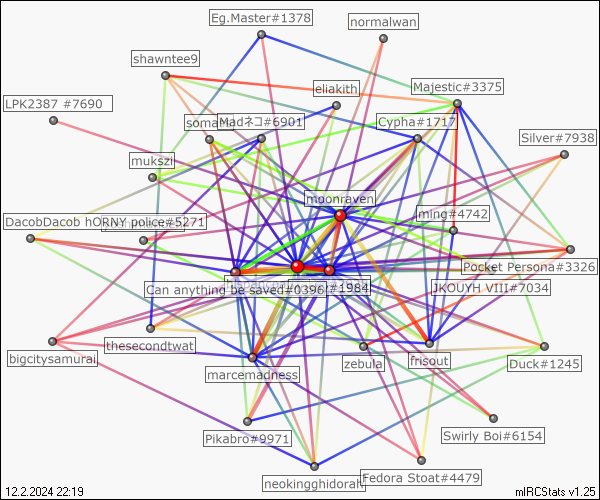 Eg.Master#1378
normalwan
shawntee9
Majestic#3375
eliakith
LPK2387 #7690
Madネコ#6901
Cypha#1717
Silver#7938
mukszi
moonraven
ming#4742
DacobDacob hORNY police#5271
Pocket Persona#3326
Can anything be saved#0396
#1984
JKOUYH VIII#7034
bigcitysamurai
thesecondtwat
zebula
frisout
Duck#1245
marcemadness
Pikabro#9971
Swirly Boi#6154
neokingghidorah
Fedora Stoat#4479
12.2.2024 22:19
mIRCStats v1.25